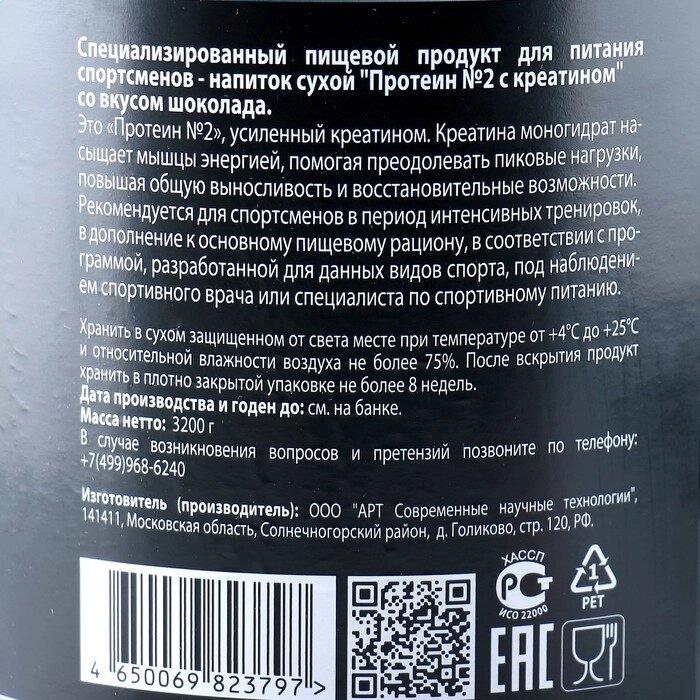 Специализированный пищевой продукт для питания
спортсменов - напиток сухой "Протеин №2 с креатином"
со вкусом шоколада.
Это «Протеин №2», усиленный креатином. Креатина моногидрат на-
сыщает мышцы энергией, помогая преодолевать пиковые нагрузки,
повышая общую выносливость и восстановительные возможности.
Рекомендуется для спортсменов в период интенсивных тренировок,
в дополнение к основному пищевому рациону, в соответствии с про-
граммой, разработанной для данных видов спорта, под наблюдени-
ем спортивного врача или специалиста по спортивному питанию.
Хранить в сухом защищенном от света месте при температуре от +4°C до +25°C
и относительной влажности воздуха не более 75%. После вскрытия продукт
хранить в плотно закрытой упаковке не более 8 недель.
Дата производства и годен до: см. на банке.
Масса нетто: 3200 г
В случае возникновения вопросов и претензий позвоните по телефону:
+7(499)968-6240
Изготовитель (производитель): ООО "АРТ Современные научные технологии",
141411, Московская область, Солнечногорский район, д. Голиково, стр. 120, РФ.
ХАССП
РСТ
ИСО 22000
1
PET
EAC
4 650069 823797 >